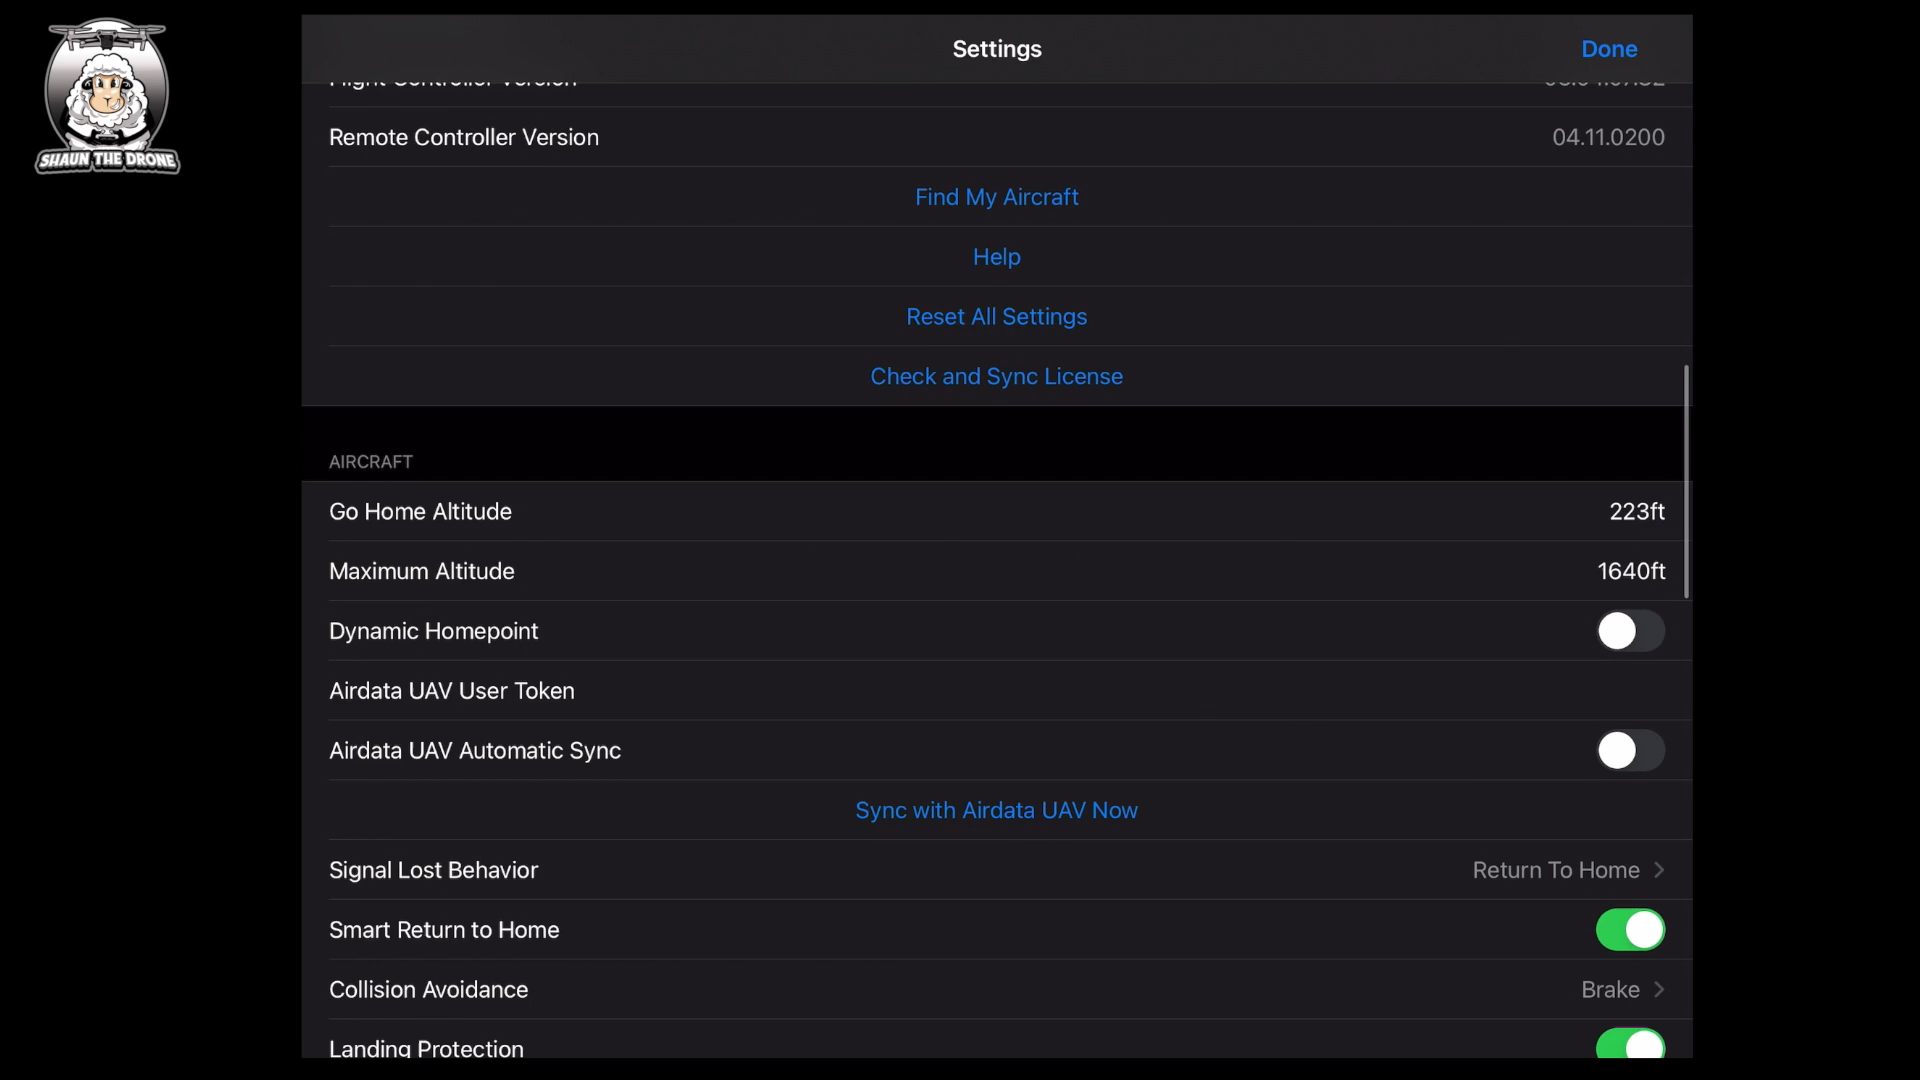 SHAUN THE DRONE
Settings
Done
Flight Controller Version
Remote Controller Version
04.11.0200
Find My Aircraft
Help
Reset All Settings
Check and Sync License
AIRCRAFT
Go Home Altitude
223ft
Maximum Altitude
1640ft
Dynamic Homepoint
Airdata UAV User Token
Airdata UAV Automatic Sync
Sync with Airdata UAV Now
Signal Lost Behavior
Return To Home
Smart Return to Home
Collision Avoidance
Brake
Landing Protection